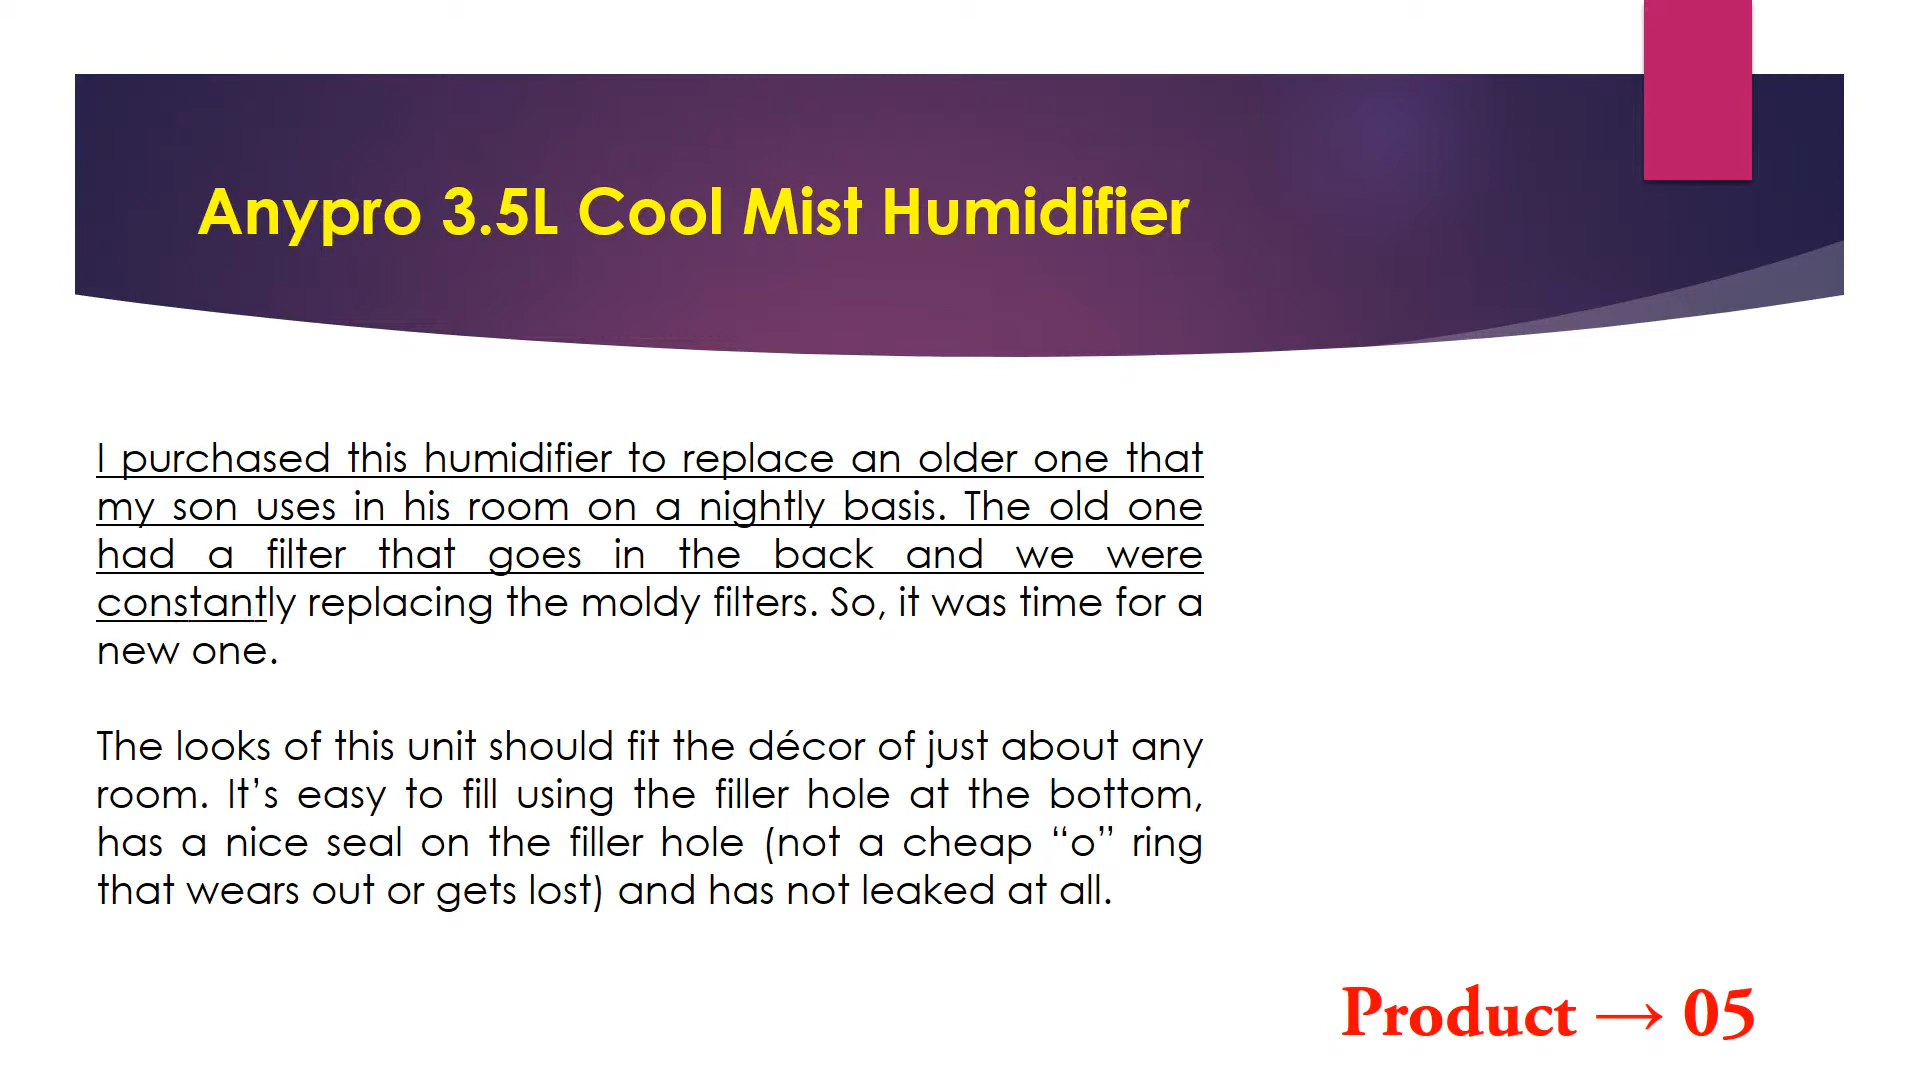 Anypro 3.5L Cool Mist Humidifier
I purchased this humidifier to replace an older one that
my son uses in his room on a nightly basis. The old one
had a filter that goes in the back and we were
constantly replacing the moldy filters. So, it was time for a
new one.
The looks of this unit should fit the décor of just about any
room. It’s easy to fill using the filler hole at the bottom,
has a nice seal on the filler hole (not a cheap “o” ring
that wears out or gets lost) and has not leaked at all.
Product → 05